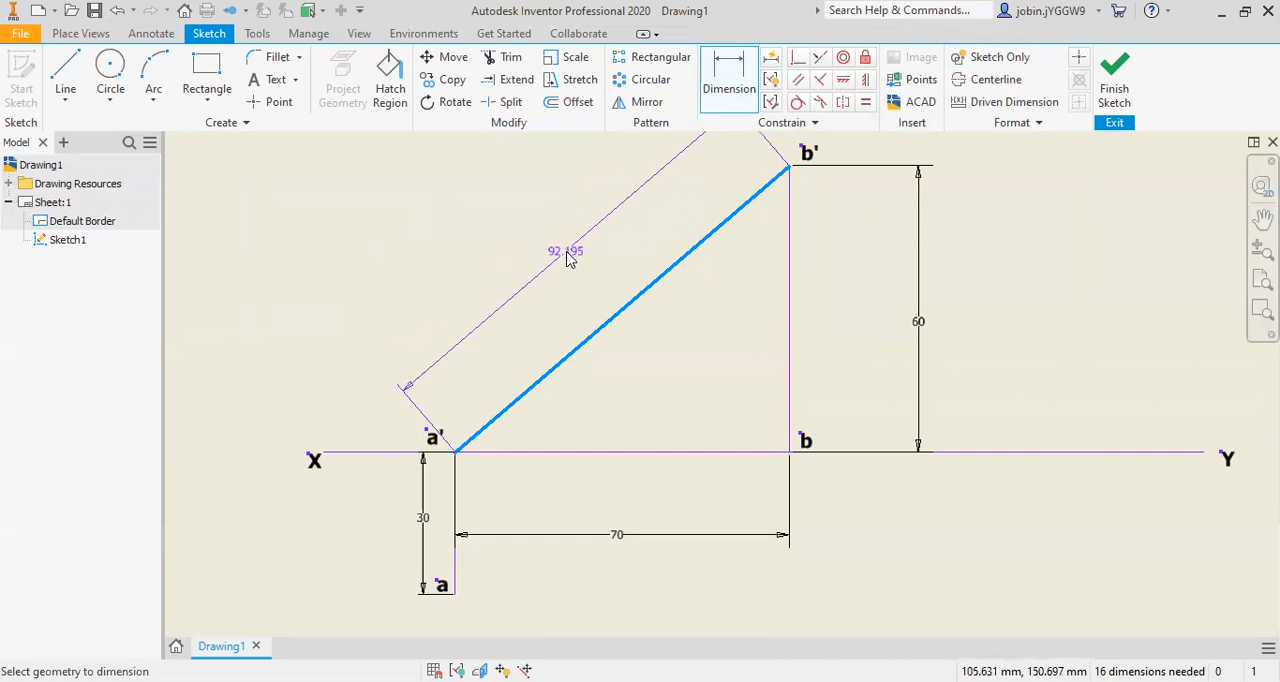 Autodesk Inventor Professional 2020 Drawing1
Search Help & Commands...
jobin.jYGGW9
PRO
File Place Views Annotate Sketch Tools Manage View Environments Get Started Collaborate
Start Sketch
Line
Circle
Arc
Rectangle
Fillet
Text
Point
Project Geometry
Hatch Region
Move
Copy
Rotate
Trim
Extend
Split
Scale
Stretch
Offset
Rectangular
Circular
Mirror
Dimension
Image
Points
ACAD
Sketch Only
Centerline
Driven Dimension
Finish Sketch
Sketch Create Modify Pattern Constrain Insert Format Exit
Model
Drawing1
Drawing Resources
Sheet:1
Default Border
Sketch1
2D
b'
92.195
60
a'
b
X
Y
30
70
a
Drawing1
Select geometry to dimension
105.631 mm, 150.697 mm 16 dimensions needed 0 1